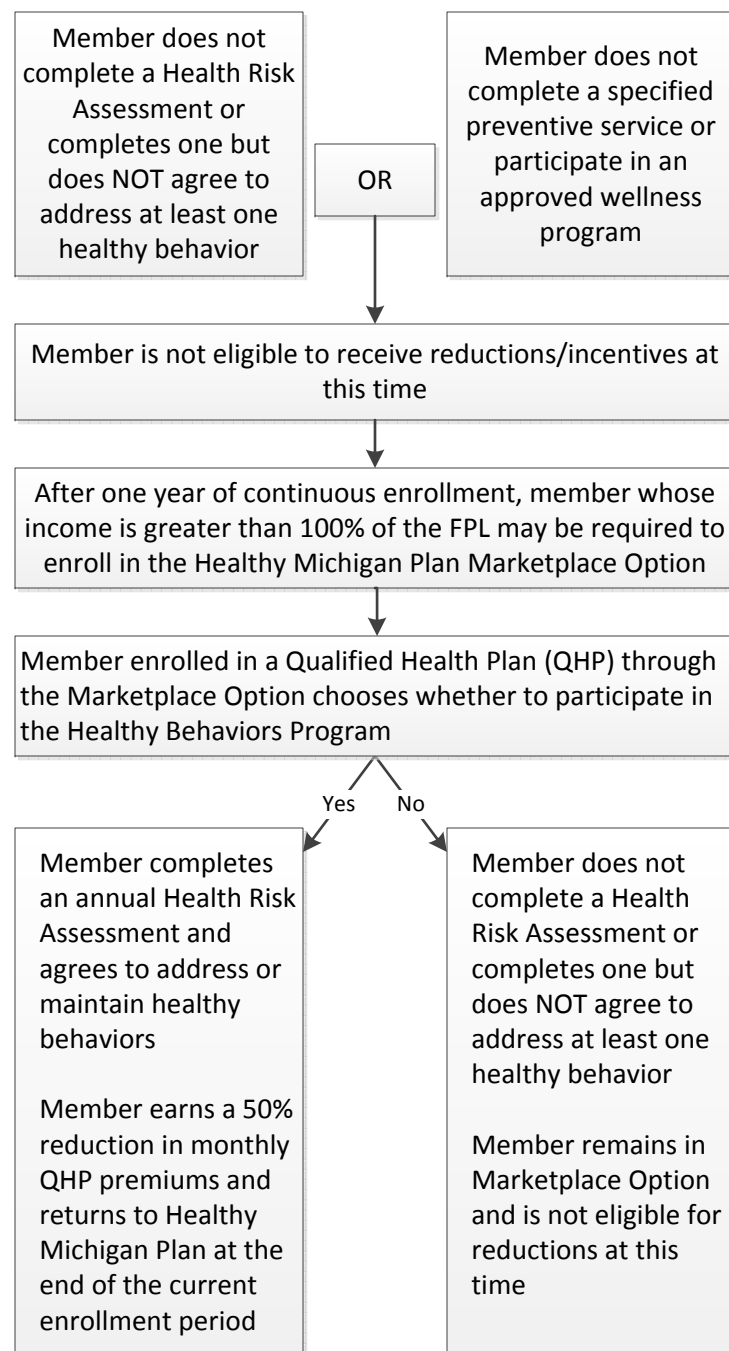 Member does not
complete a Health Risk
Assessment or
completes one but
does NOT agree to
address at least one
healthy behavior
OR
Member does not
complete a specified
preventive service or
participate in an
approved wellness
program
Member is not eligible to receive reductions/incentives at
this time
After one year of continuous enrollment, member whose
income is greater than 100% of the FPL may be required to
enroll in the Healthy Michigan Plan Marketplace Option
Member enrolled in a Qualified Health Plan (QHP) through
the Marketplace Option chooses whether to participate in
the Healthy Behaviors Program
Yes
No
Member completes
an annual Health Risk
Assessment and
agrees to address or
maintain healthy
behaviors
Member earns a 50%
reduction in monthly
QHP premiums and
returns to Healthy
Michigan Plan at the
end of the current
enrollment period
Member does not
complete a Health
Risk Assessment or
completes one but
does NOT agree to
address at least one
healthy behavior
Member remains in
Marketplace Option
and is not eligible for
reductions at this
time